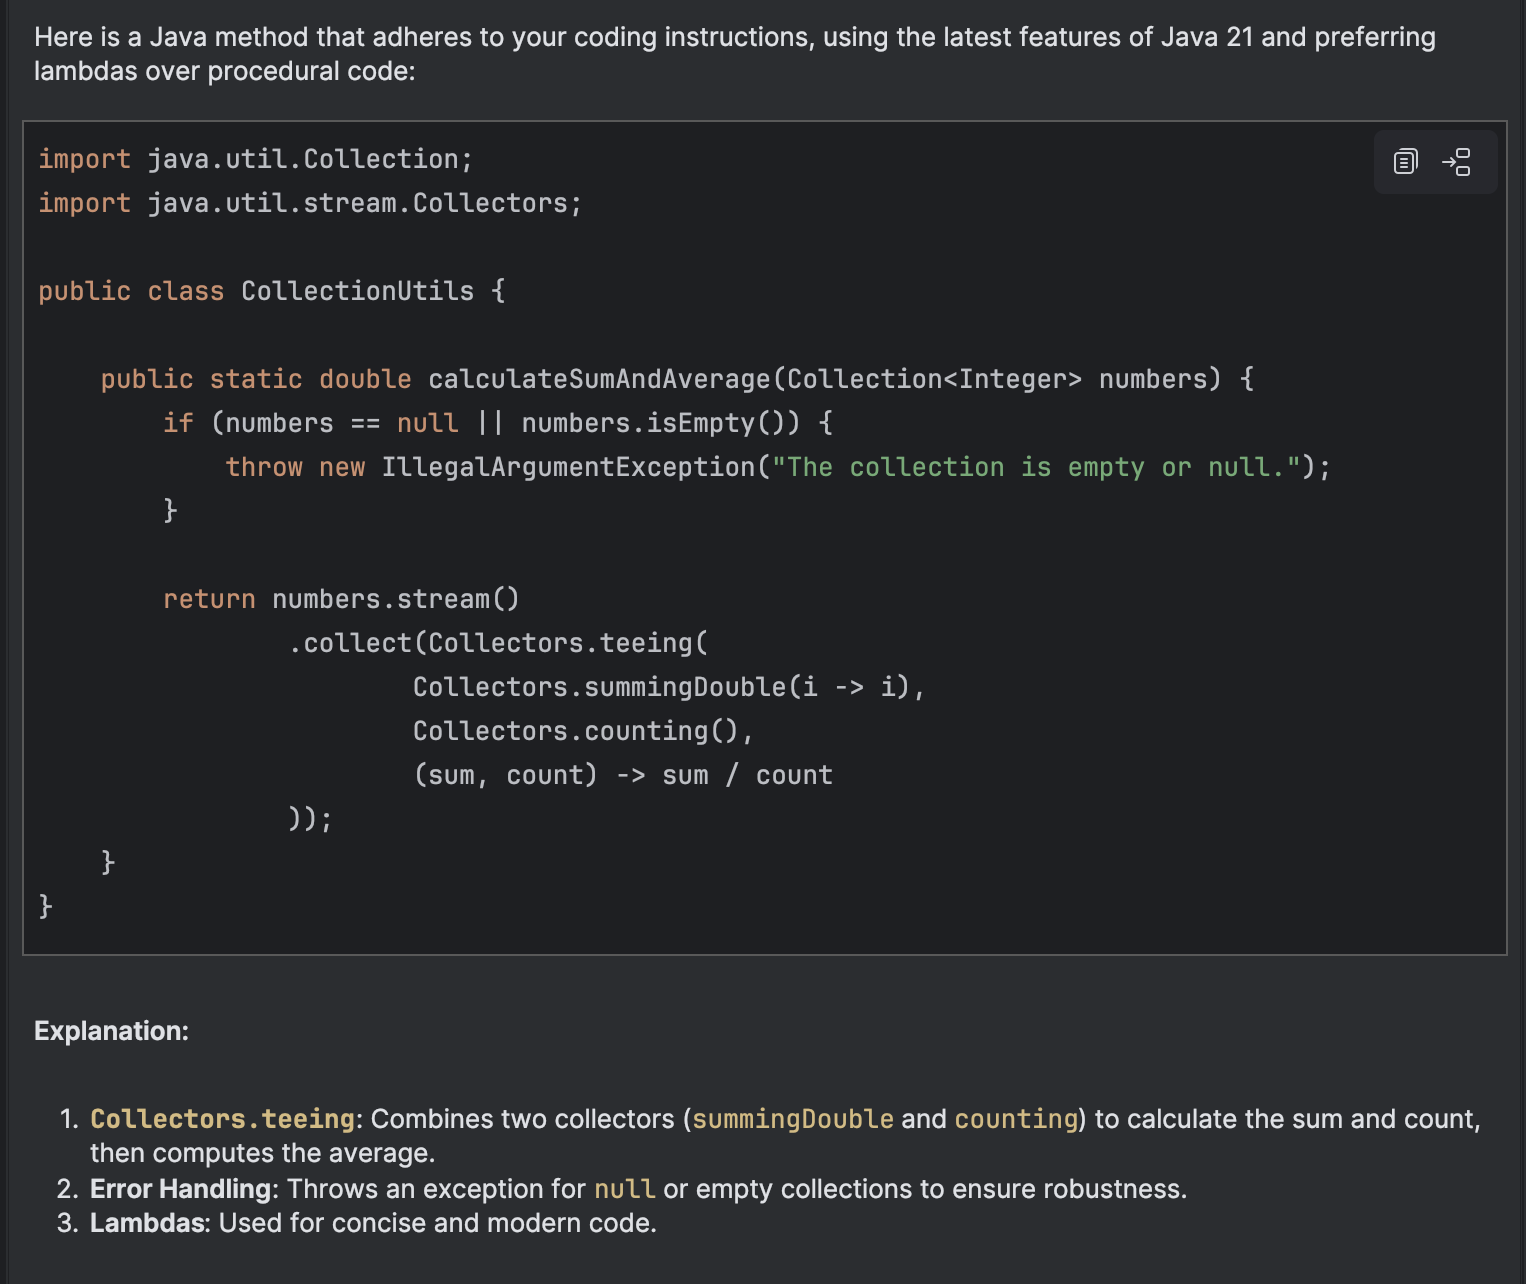 Here is a Java method that adheres to your coding instructions, using the latest features of Java 21 and preferring
lambdas over procedural code:
import java.util.Collection;
import java.util.stream.Collectors;
public class CollectionUtils {
    public static double calculateSumAndAverage(Collection<Integer> numbers) {
        if (numbers == null || numbers.isEmpty()) {
            throw new IllegalArgumentException("The collection is empty or null.");
        }
        return numbers.stream()
                .collect(Collectors.teeing(
                        Collectors.summingDouble(i -> i),
                        Collectors.counting(),
                        (sum, count) -> sum / count
                ));
    }
}
Explanation:
1. Collectors.teeing: Combines two collectors (summingDouble and counting) to calculate the sum and count,
then computes the average.
2. Error Handling: Throws an exception for null or empty collections to ensure robustness.
3. Lambdas: Used for concise and modern code.